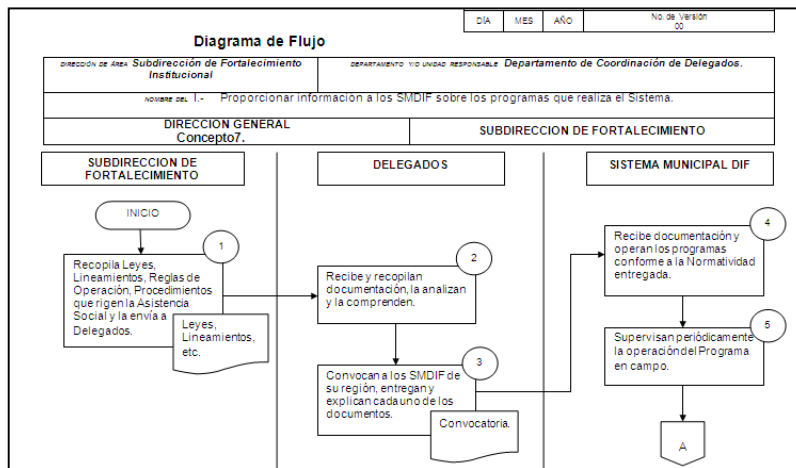 DÍA MES AÑO No. de Versión
00
Diagrama de Flujo
DIRECCIÓN DE ÁREA Subdirección de Fortalecimiento
Institucional
DEPARTAMENTO Y/O UNIDAD RESPONSABLE Departamento de Coordinación de Delegados.
NOMBRE DEL I.- Proporcionar información a los SMDIF sobre los programas que realiza el Sistema.
DIRECCIÓN GENERAL
Concepto7.
SUBDIRECCION DE FORTALECIMIENTO
SUBDIRECCION DE
FORTALECIMIENTO
DELEGADOS
SISTEMA MUNICIPAL DIF
INICIO
1
Recopila Leyes,
Lineamientos, Reglas de
Operación, Procedimientos
que rigen la Asistencia
Social y la envía a
Delegados.
Leyes,
Lineamientos,
etc.
2
Recibe y recopilan
documentación, la analizan
y la comprenden.
3
Convocan a los SMDIF de
su región, entregan y
explican cada uno de los
documentos.
Convocatoria.
4
Recibe documentación y
operan los programas
conforme a la Normatividad
entregada.
5
Supervisan periódicamente
la operación del Programa
en campo.
A